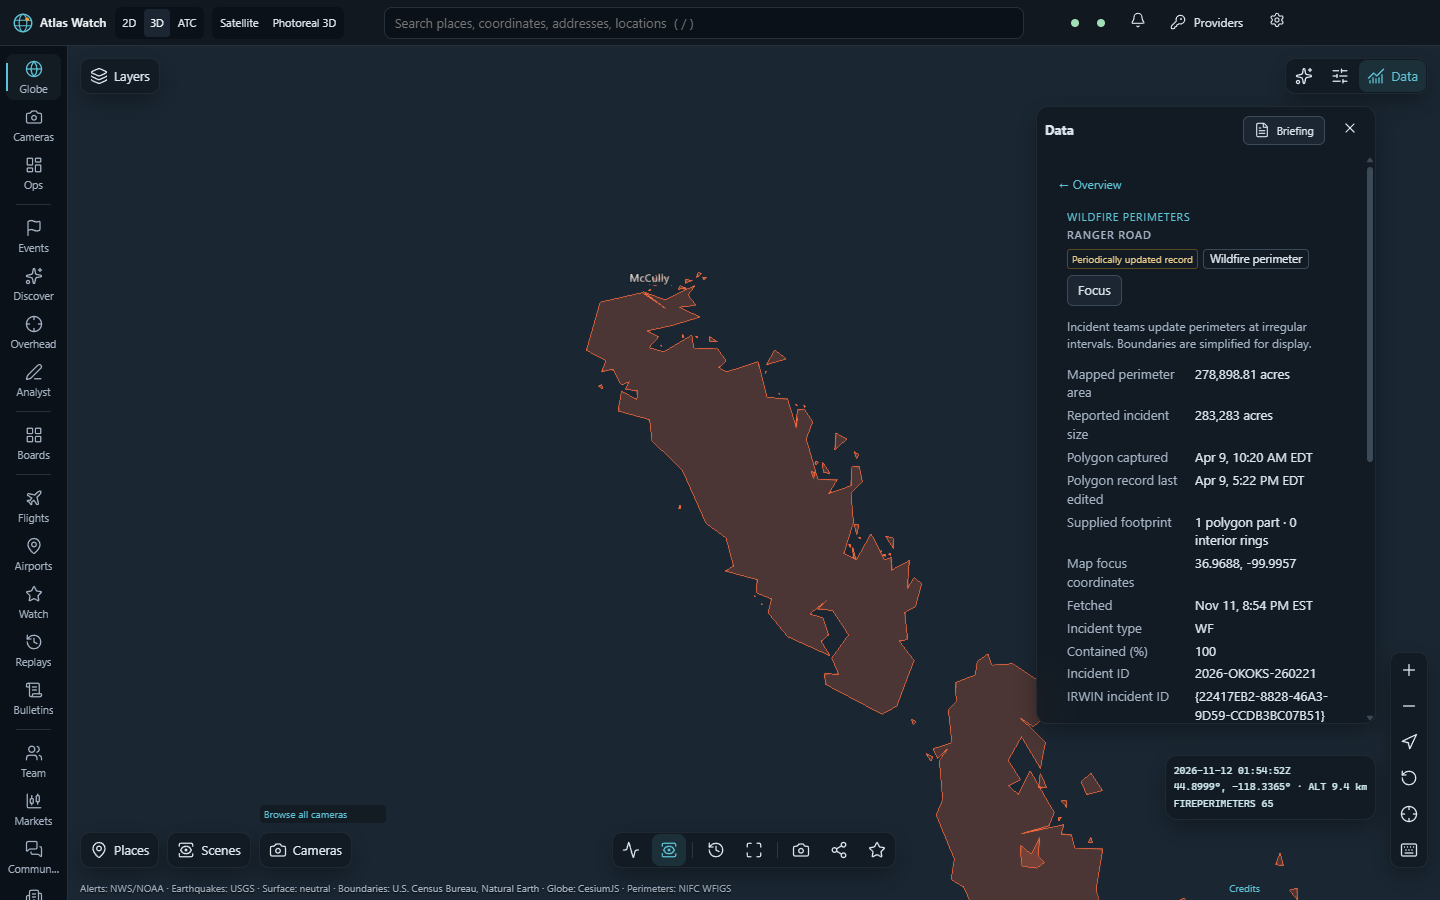 Atlas Watch
2D 3D ATC
Satellite Photoreal 3D
Search places, coordinates, addresses, locations ( / )
Providers
Globe
Cameras
Ops
Events
Discover
Overhead
Analyst
Boards
Flights
Airports
Watch
Replays
Bulletins
Team
Markets
Commun...
Layers
Data
McCully
Data
Briefing
← Overview
WILDFIRE PERIMETERS
RANGER ROAD
Periodically updated record
Wildfire perimeter
Focus
Incident teams update perimeters at irregular
intervals. Boundaries are simplified for display.
Mapped perimeter area 278,898.81 acres
Reported incident size 283,283 acres
Polygon captured Apr 9, 10:20 AM EDT
Polygon record last edited Apr 9, 5:22 PM EDT
Supplied footprint 1 polygon part · 0 interior rings
Map focus coordinates 36.9688, -99.9957
Fetched Nov 11, 8:54 PM EST
Incident type WF
Contained (%) 100
Incident ID 2026-OKOKS-260221
IRWIN incident ID {22417EB2-8828-46A3-9D59-CCDB3BC07B51}
2026-11-12 01:54:52Z
44.8999°, -118.3365° · ALT 9.4 km
FIREPERIMETERS 65
Browse all cameras
Places
Scenes
Cameras
Alerts: NWS/NOAA · Earthquakes: USGS · Surface: neutral · Boundaries: U.S. Census Bureau, Natural Earth · Globe: CesiumJS · Perimeters: NIFC WFIGS
Credits